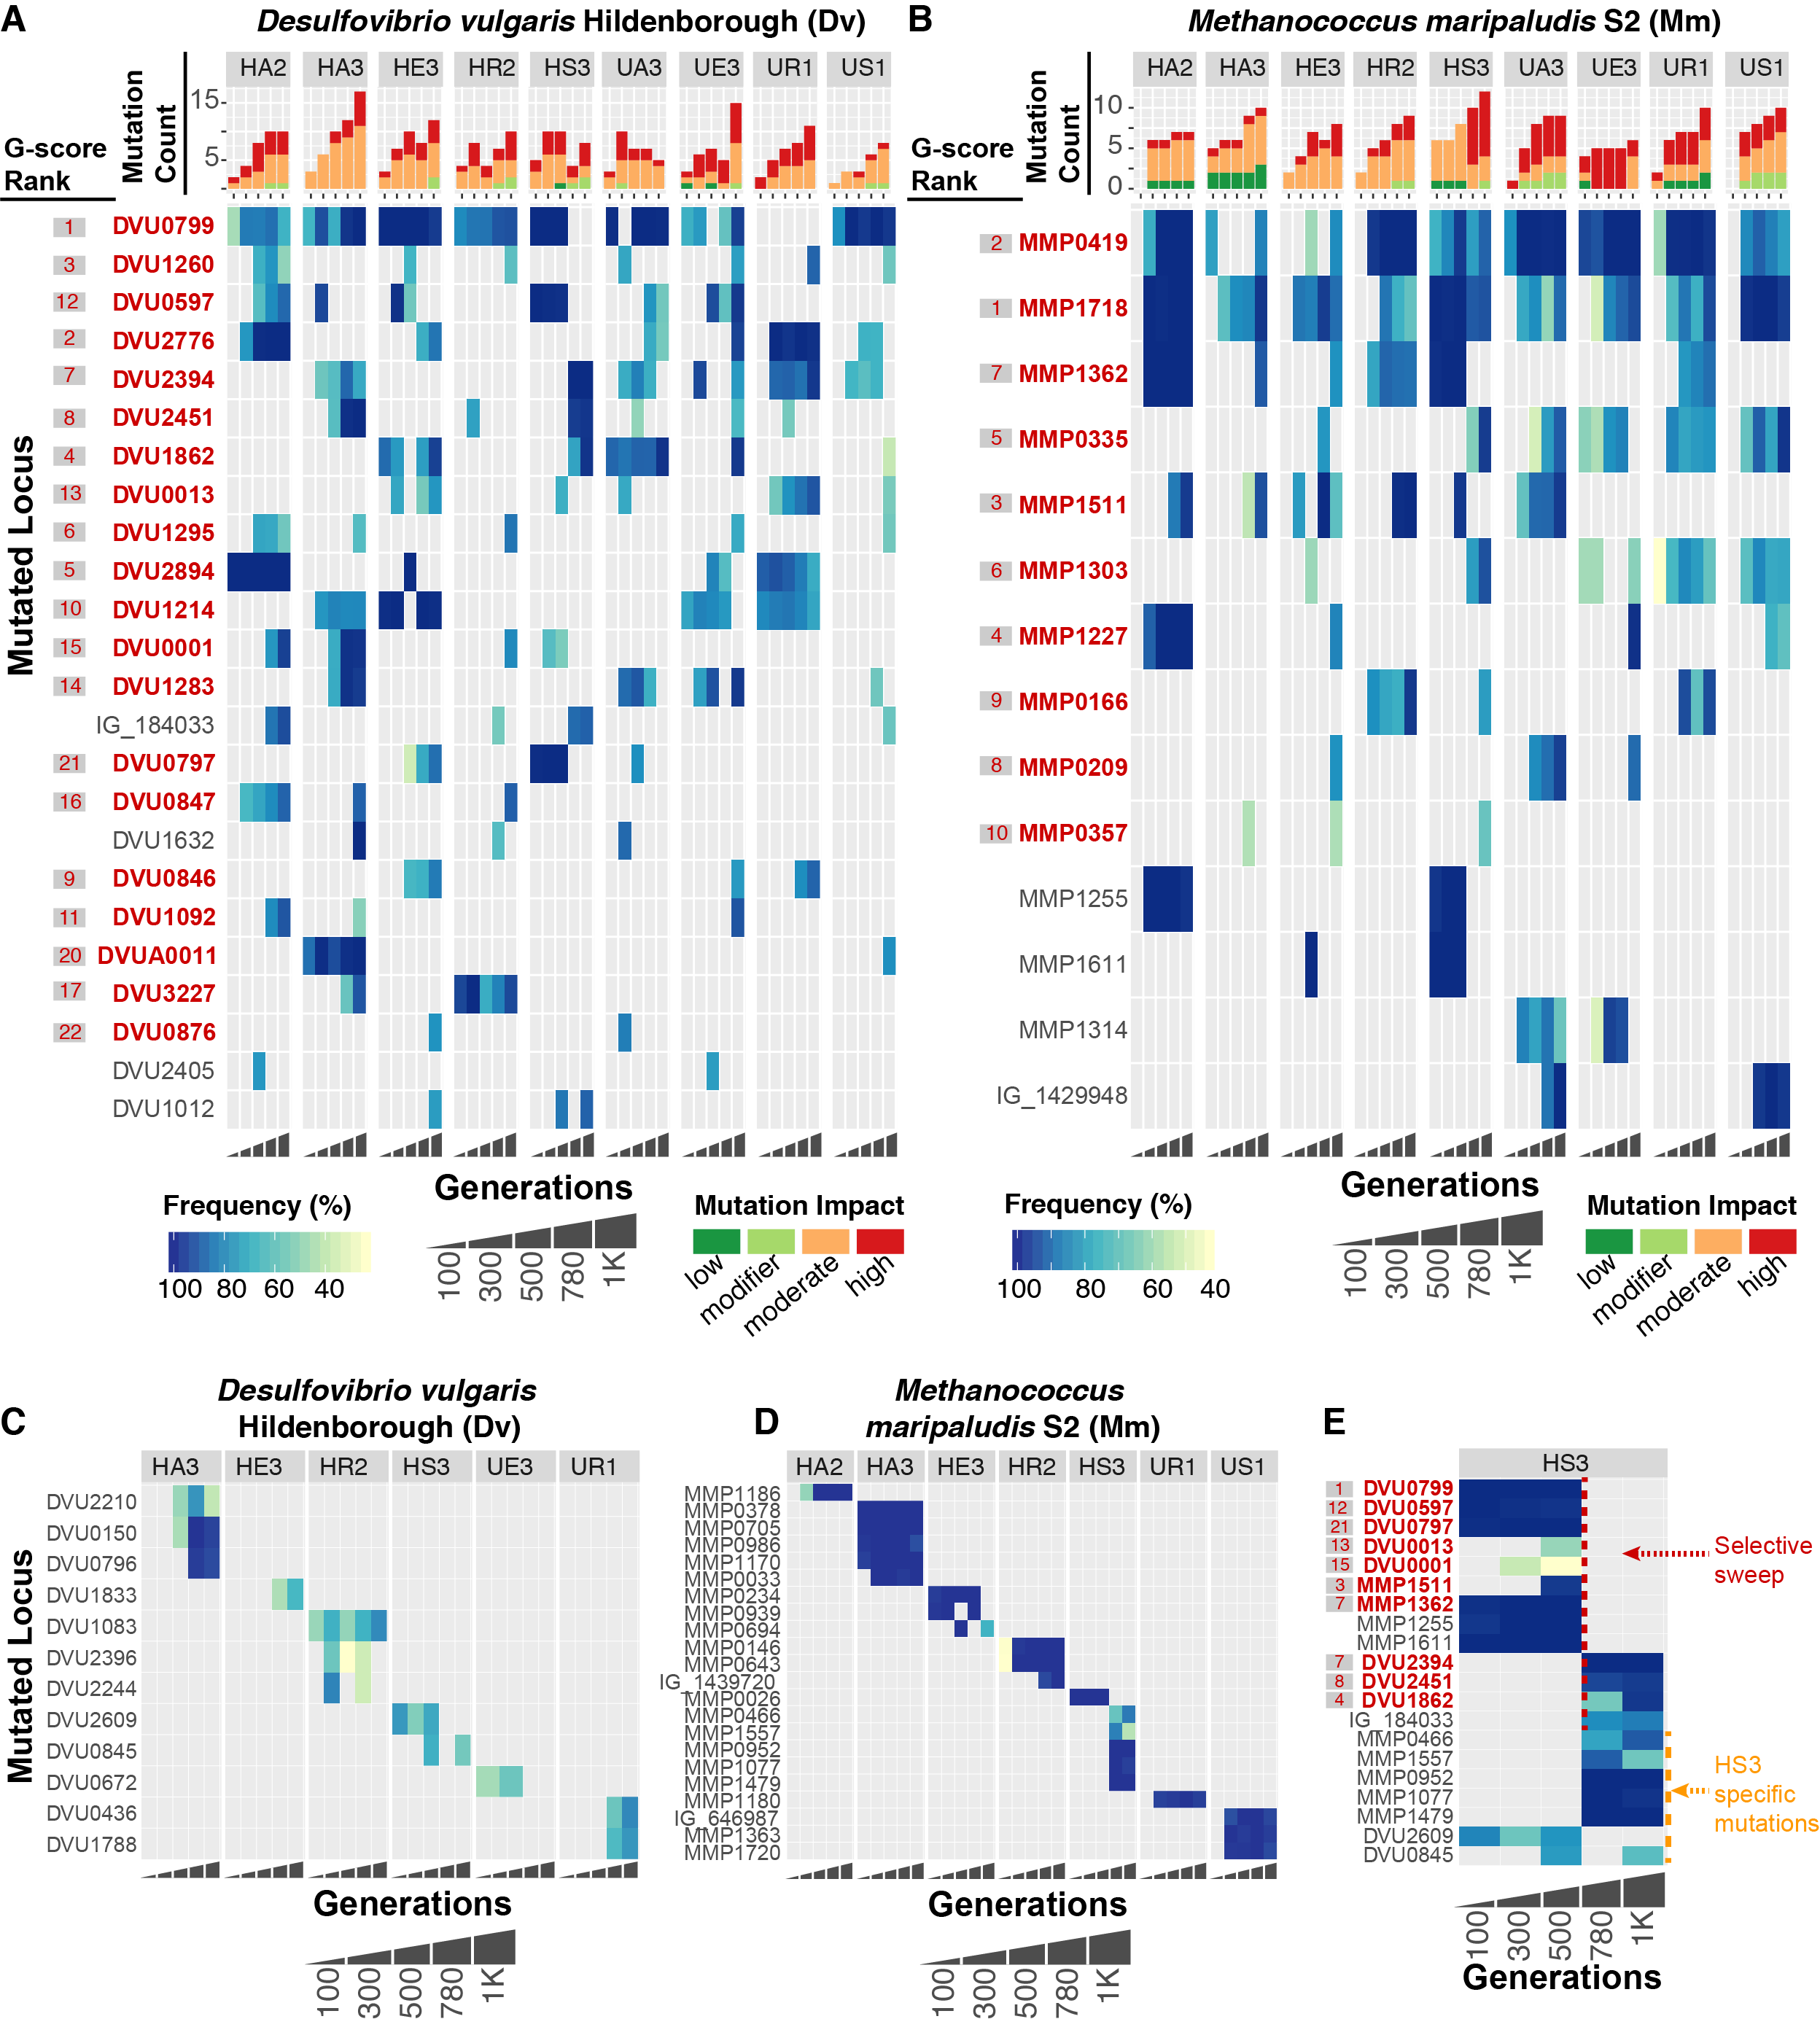 A
Desulfovibrio vulgaris Hildenborough (Dv)
HA2 HA3 HE3 HR2 HS3 UA3 UE3 UR1 US1
Mutation Count
15
5
G-score
Rank
Mutated Locus
1 DVU0799
3 DVU1260
12 DVU0597
2 DVU2776
7 DVU2394
8 DVU2451
4 DVU1862
13 DVU0013
6 DVU1295
5 DVU2894
10 DVU1214
15 DVU0001
14 DVU1283
IG_184033
21 DVU0797
16 DVU0847
DVU1632
9 DVU0846
11 DVU1092
20 DVUA0011
17 DVU3227
22 DVU0876
DVU2405
DVU1012
Frequency (%)
100 80 60 40
Generations
100 300 500 780 1K
Mutation Impact
low modifier moderate high
B
Methanococcus maripaludis S2 (Mm)
HA2 HA3 HE3 HR2 HS3 UA3 UE3 UR1 US1
Mutation Count
10
5
0
G-score
Rank
2 MMP0419
1 MMP1718
7 MMP1362
5 MMP0335
3 MMP1511
6 MMP1303
4 MMP1227
9 MMP0166
8 MMP0209
10 MMP0357
MMP1255
MMP1611
MMP1314
IG_1429948
Frequency (%)
100 80 60 40
Generations
100 300 500 780 1K
Mutation Impact
low modifier moderate high
C
Desulfovibrio vulgaris
Hildenborough (Dv)
HA3 HE3 HR2 HS3 UE3 UR1
Mutated Locus
DVU2210
DVU0150
DVU0796
DVU1833
DVU1083
DVU2396
DVU2244
DVU2609
DVU0845
DVU0672
DVU0436
DVU1788
Generations
100 300 500 780 1K
D
Methanococcus
maripaludis S2 (Mm)
HA2 HA3 HE3 HR2 HS3 UR1 US1
MMP1186
MMP0378
MMP0705
MMP0986
MMP1170
MMP0033
MMP0234
MMP0939
MMP0694
MMP0146
MMP0643
IG_1439720
MMP0026
MMP0466
MMP1557
MMP0952
MMP1077
MMP1479
MMP1180
IG_646987
MMP1363
MMP1720
Generations
100 300 500 780 1K
E
HS3
1 DVU0799
12 DVU0597
21 DVU0797
13 DVU0013
15 DVU0001
3 MMP1511
7 MMP1362
MMP1255
MMP1611
7 DVU2394
8 DVU2451
4 DVU1862
IG_184033
MMP0466
MMP1557
MMP0952
MMP1077
MMP1479
DVU2609
DVU0845
Selective
sweep
HS3
specific
mutations
100 300 500 780 1K
Generations